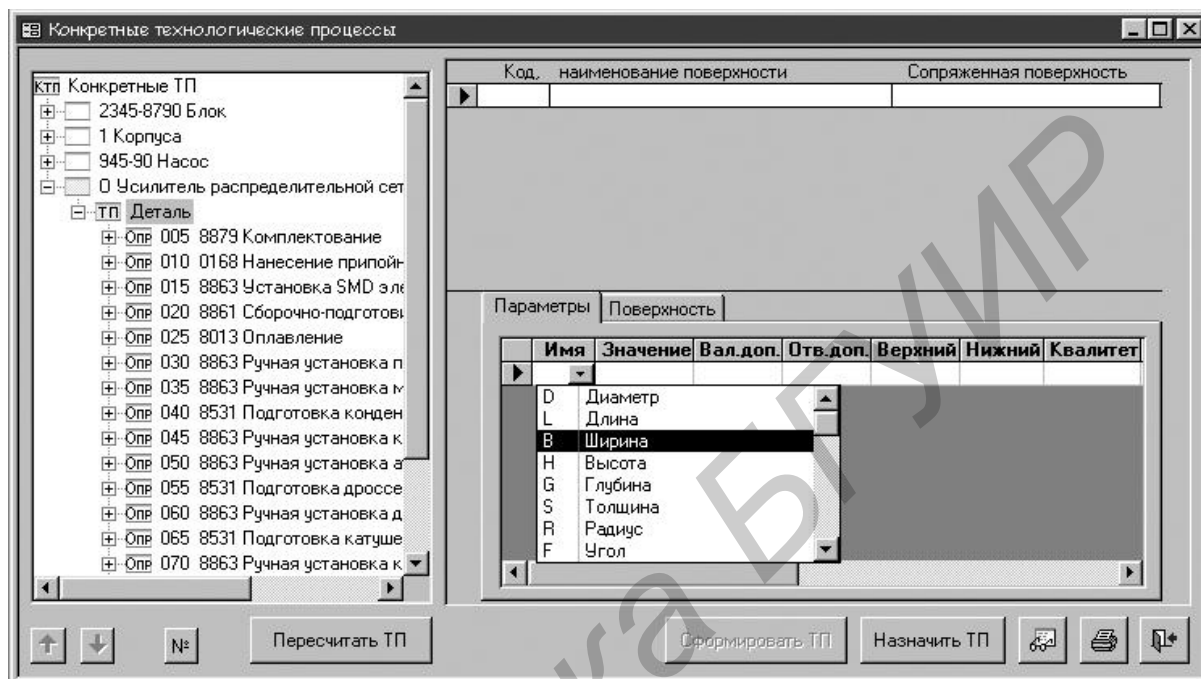 Конкретные технологические процессы
Ктп Конкретные ТП
2345-8790 Блок
1 Корпуса
945-90 Насос
0 Усилитель распределительной сет
ТП Деталь
Опр 005 8879 Комплектование
Опр 010 0168 Нанесение припойн
Опр 015 8863 Установка SMD эле
Опр 020 8861 Сборочно-подготови
Опр 025 8013 Оплавление
Опр 030 8863 Ручная установка п
Опр 035 8863 Ручная установка м
Опр 040 8531 Подготовка конден
Опр 045 8863 Ручная установка к
Опр 050 8863 Ручная установка а
Опр 055 8531 Подготовка дроссе
Опр 060 8863 Ручная установка д
Опр 065 8531 Подготовка катуше
Опр 070 8863 Ручная установка к
Код, наименование поверхности Сопряженная поверхность
Параметры Поверхность
Имя Значение Вал.доп. Отв.доп. Верхний Нижний Квалитет
D Диаметр
L Длина
B Ширина
H Высота
G Глубина
S Толщина
R Радиус
F Угол
№ Пересчитать ТП Сформировать ТП Назначить ТП
ка БГУИР